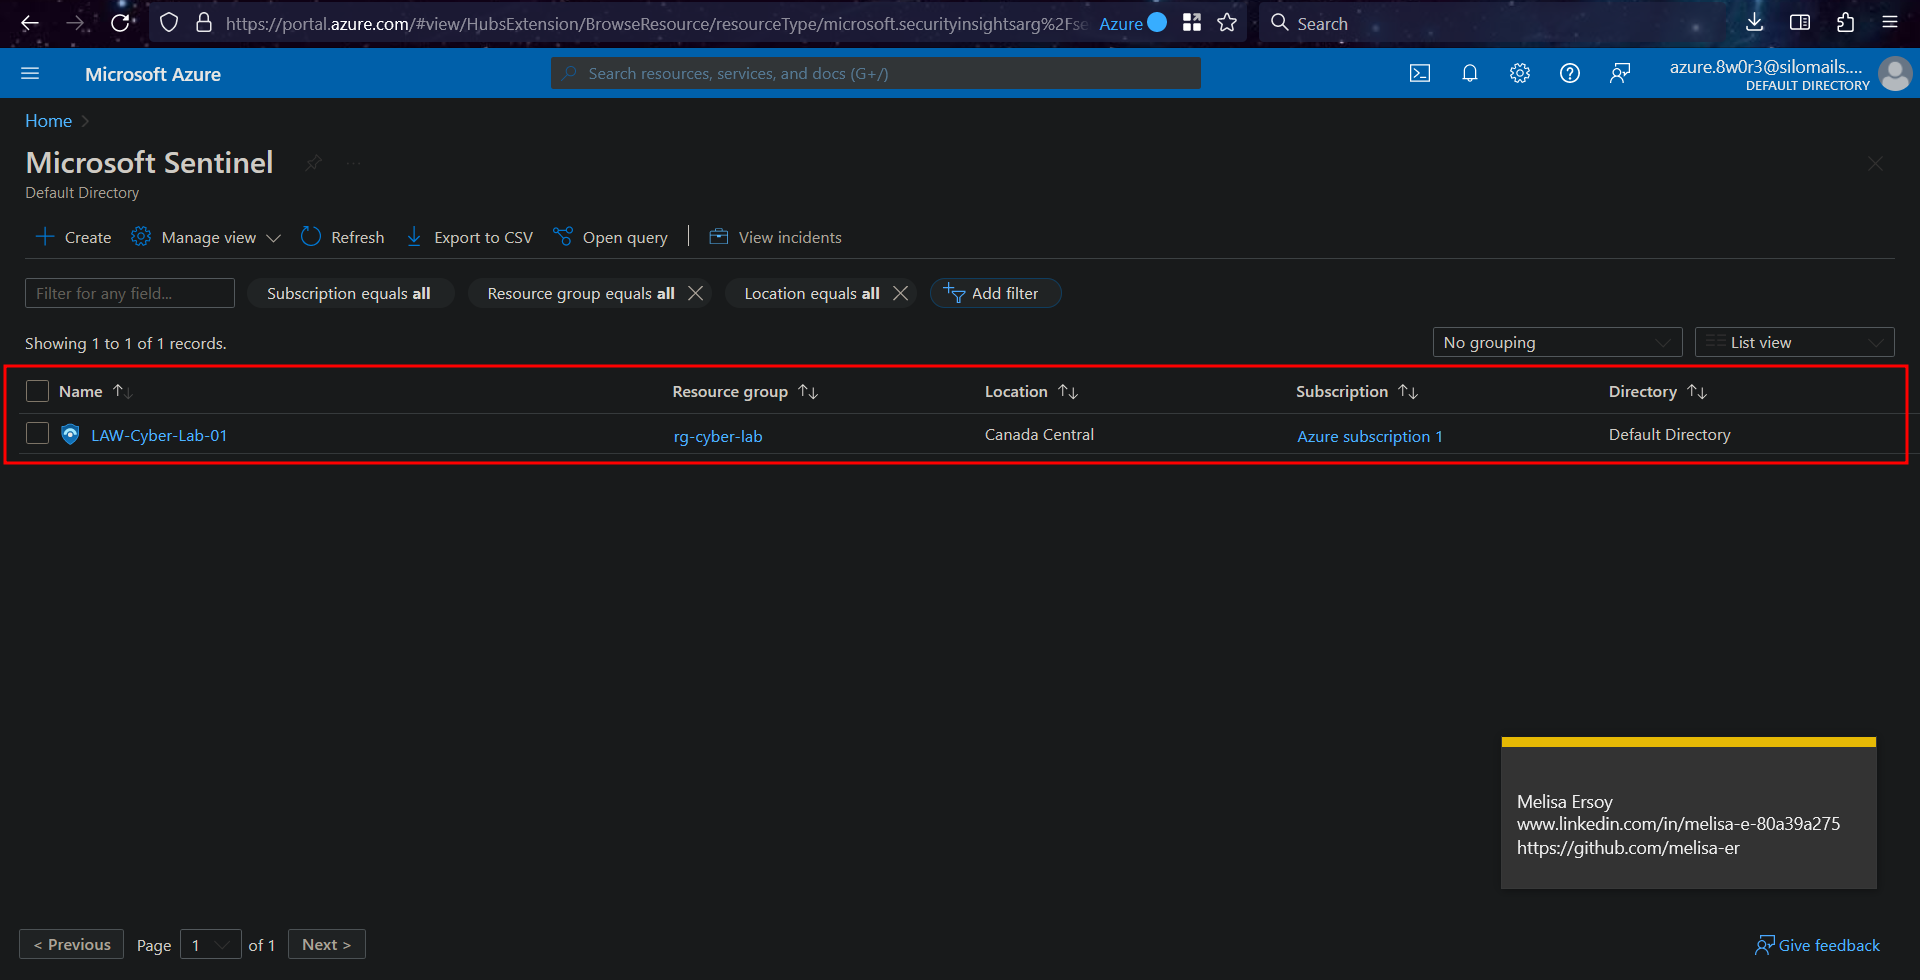 https://portal.azure.com/#view/HubsExtension/BrowseResource/resourceType/microsoft.securityinsightsarg%2Fse
Azure
Search
Microsoft Azure
Search resources, services, and docs (G+/)
azure.8w0r3@silomails....
DEFAULT DIRECTORY
Home
Microsoft Sentinel
...
Default Directory
Create
Manage view
Refresh
Export to CSV
Open query
View incidents
Filter for any field...
Subscription equals all
Resource group equals all
Location equals all
Add filter
Showing 1 to 1 of 1 records.
No grouping
List view
Name
Resource group
Location
Subscription
Directory
LAW-Cyber-Lab-01
rg-cyber-lab
Canada Central
Azure subscription 1
Default Directory
Melisa Ersoy
www.linkedin.com/in/melisa-e-80a39a275
https://github.com/melisa-er
< Previous
Page
1
of 1
Next >
Give feedback